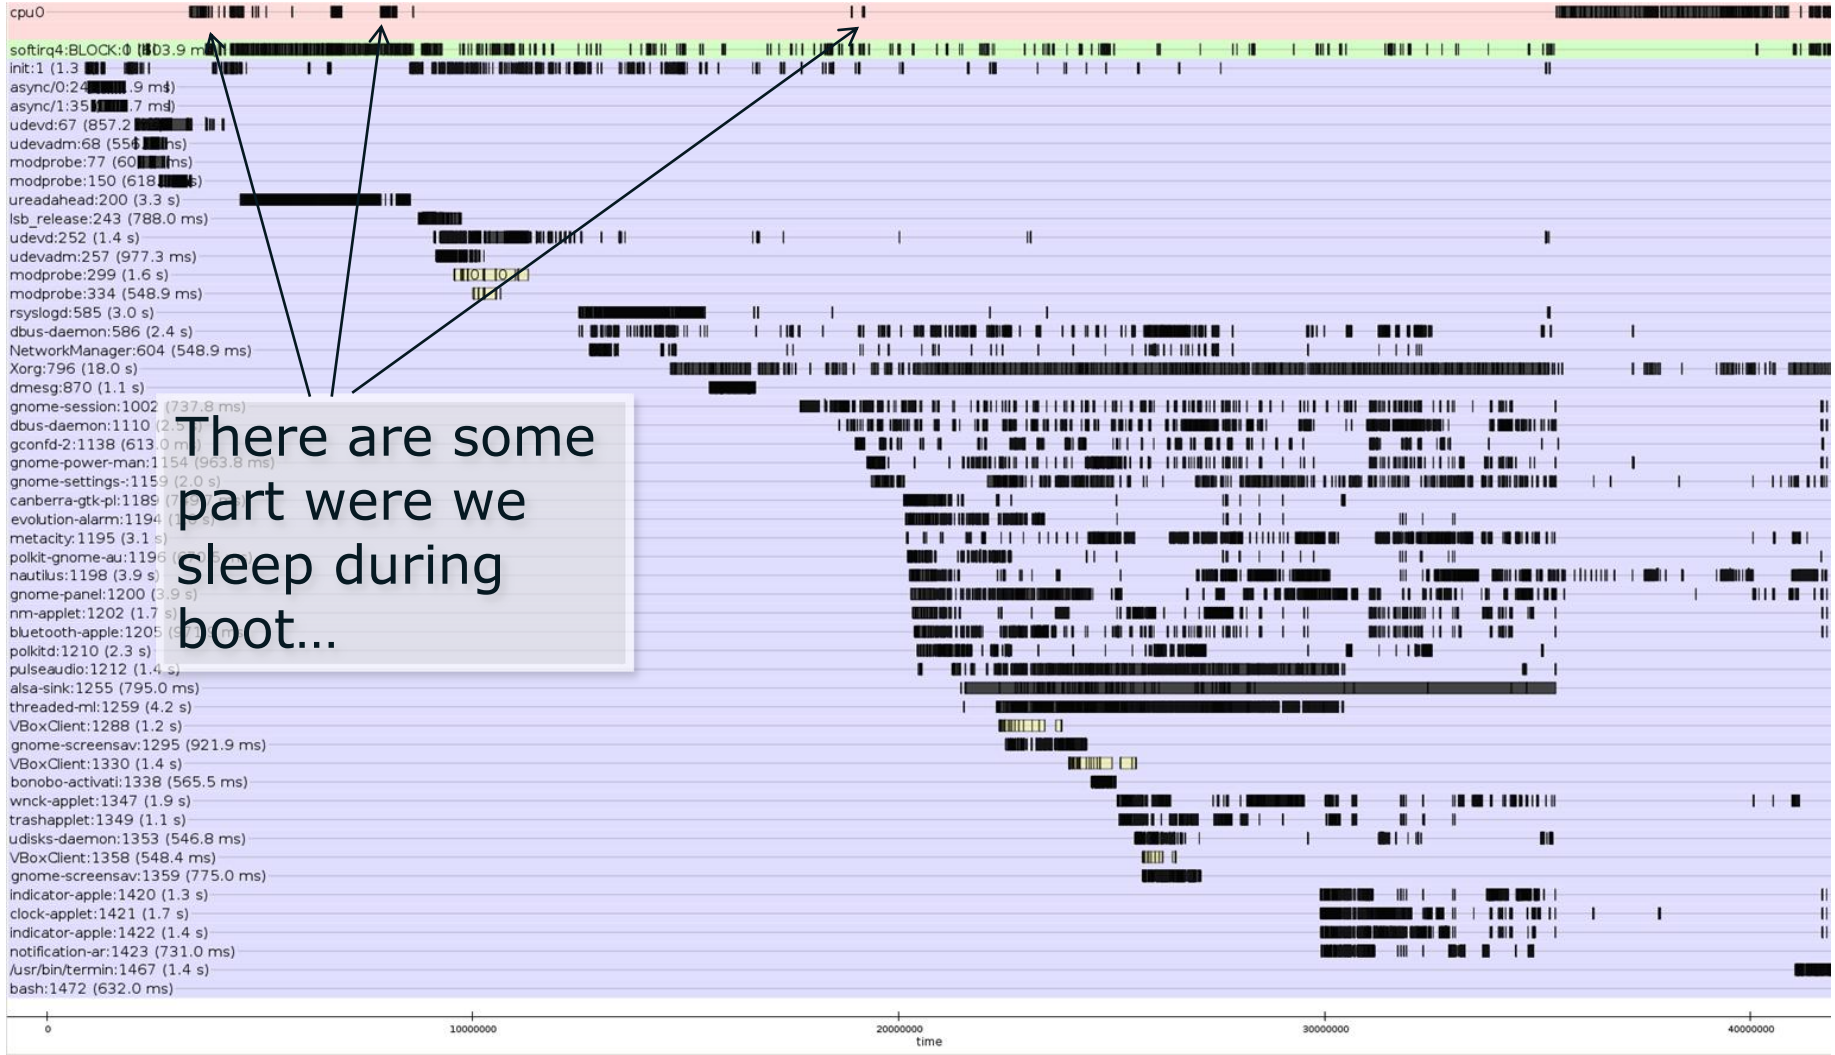 cpu0
softirq4:BLOCK:0
init:1 (1.3
async/0:24 .9 ms)
async/1:35 .7 ms)
udevd:67 (857.2
udevadm:68 (556. ms)
modprobe:77 (60 ms)
modprobe:150 (618. s)
ureadahead:200 (3.3 s)
lsb_release:243 (788.0 ms)
udevd:252 (1.4 s)
udevadm:257 (977.3 ms)
modprobe:299 (1.6 s)
modprobe:334 (548.9 ms)
rsyslogd:585 (3.0 s)
dbus-daemon:586 (2.4 s)
NetworkManager:604 (548.9 ms)
Xorg:796 (18.0 s)
dmesg:870 (1.1 s)
gnome-session:1002 (737.8 ms)
dbus-daemon:1110
gconfd-2:1138 (613.0 ms)
gnome-power-man:1154 (963.8 ms)
gnome-settings-:1159 (2.0 s)
canberra-gtk-pl:1189
evolution-alarm:1194
metacity:1195 (3.1 s)
polkit-gnome-au:1196
nautilus:1198 (3.9 s)
gnome-panel:1200 (3.9 s)
nm-applet:1202 (1.7 s)
bluetooth-apple:1205
polkitd:1210 (2.3 s)
pulseaudio:1212 (1.4 s)
alsa-sink:1255 (795.0 ms)
threaded-ml:1259 (4.2 s)
VBoxClient:1288 (1.2 s)
gnome-screensav:1295 (921.9 ms)
VBoxClient:1330 (1.4 s)
bonobo-activati:1338 (565.5 ms)
wnck-applet:1347 (1.9 s)
trashapplet:1349 (1.1 s)
udisks-daemon:1353 (546.8 ms)
VBoxClient:1358 (548.4 ms)
gnome-screensav:1359 (775.0 ms)
indicator-apple:1420 (1.3 s)
clock-applet:1421 (1.7 s)
indicator-apple:1422 (1.4 s)
notification-ar:1423 (731.0 ms)
/usr/bin/termin:1467 (1.4 s)
bash:1472 (632.0 ms)
There are some
part were we
sleep during
boot...
0 10000000 20000000 30000000 40000000
time